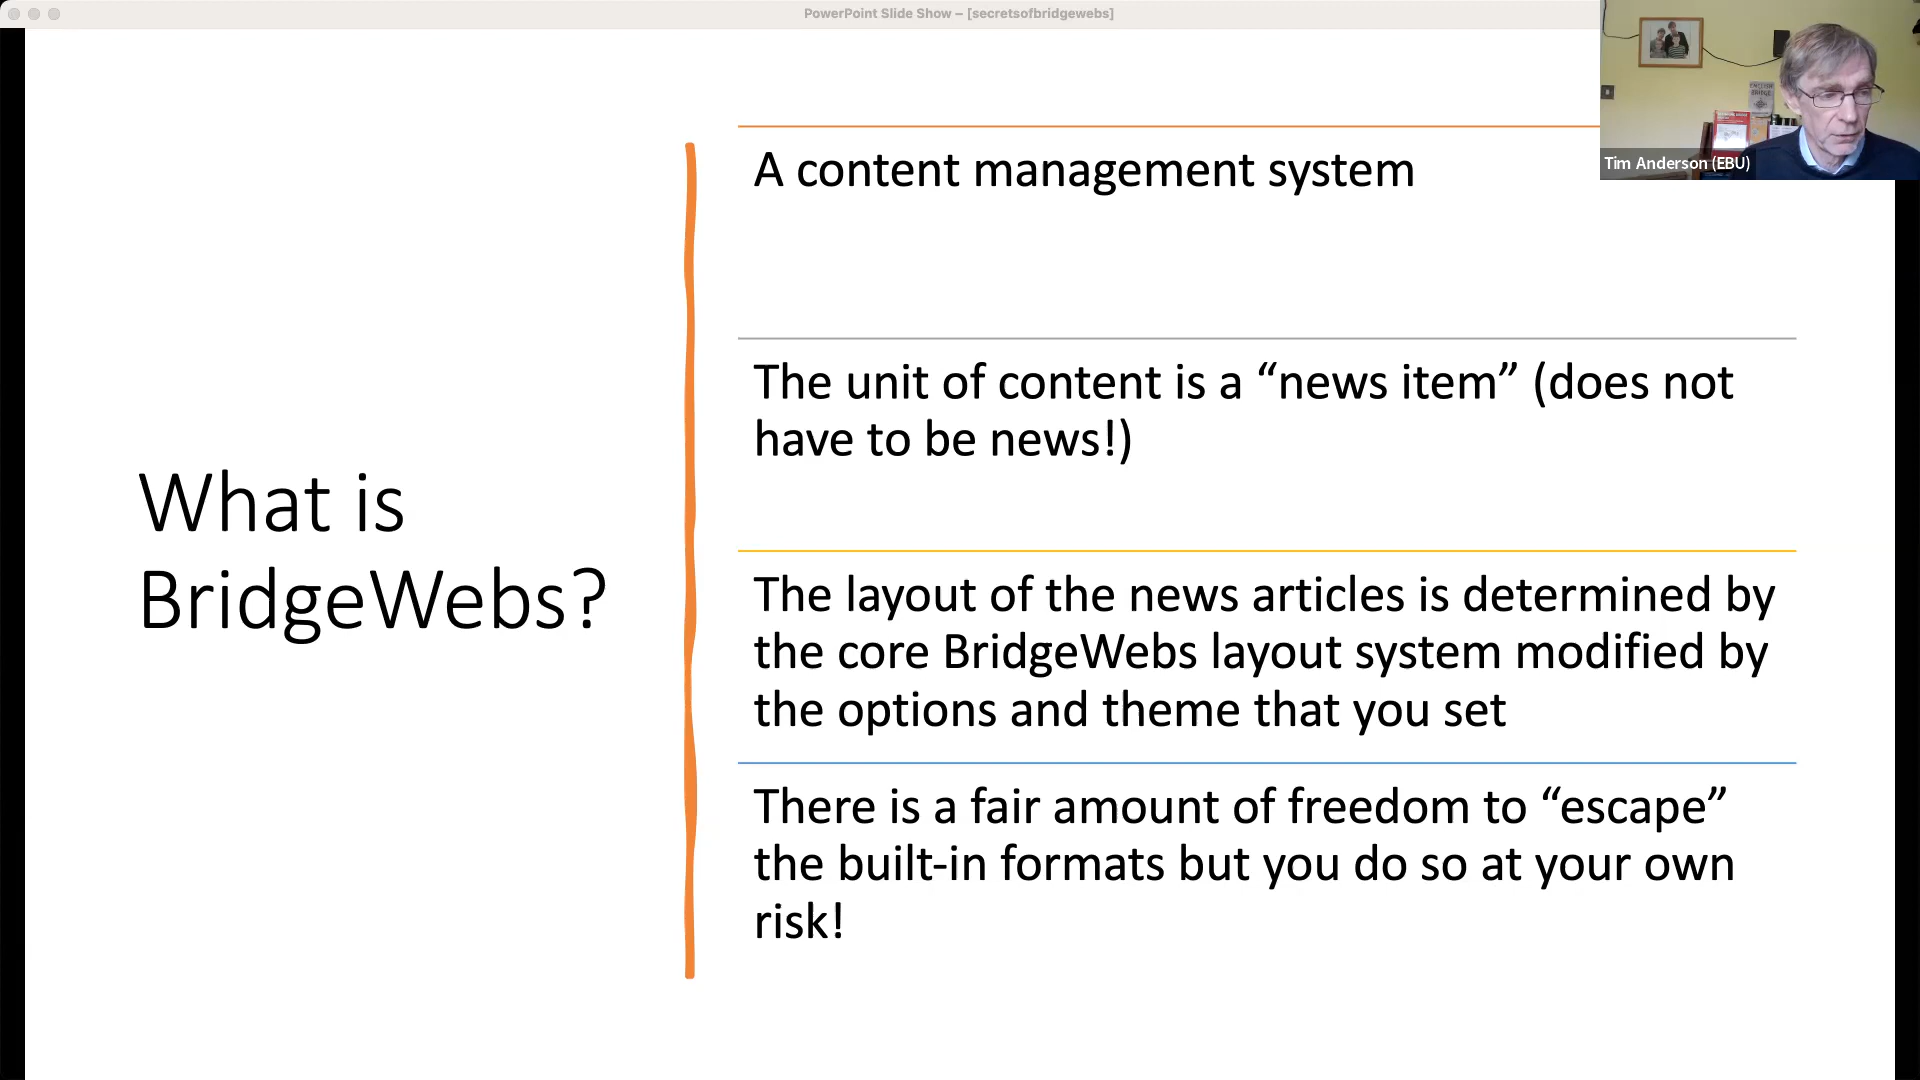 PowerPoint Slide Show – [secretsofbridgewebs]
What is
BridgeWebs?
A content management system
The unit of content is a “news item” (does not
have to be news!)
The layout of the news articles is determined by
the core BridgeWebs layout system modified by
the options and theme that you set
There is a fair amount of freedom to “escape”
the built-in formats but you do so at your own
risk!
ENGLISH
BRIDGE
Tim Anderson (EBU)